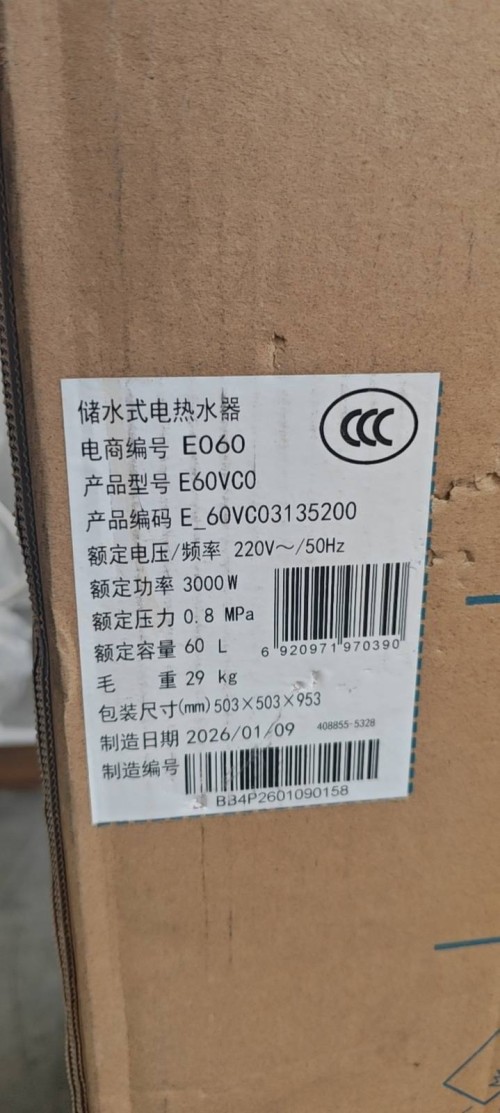 储水式电热水器
CCC
电商编号 E060
产品型号 E60VC0
产品编码 E_60VC03135200
额定电压/频率 220V～/50Hz
额定功率 3000W
额定压力 0.8 MPa
额定容量 60 L
6 920971 970390
毛 重 29 kg
包装尺寸(mm) 503×503×953
制造日期 2026/01/09 408855-5328
制造编号
BB4P2601090158